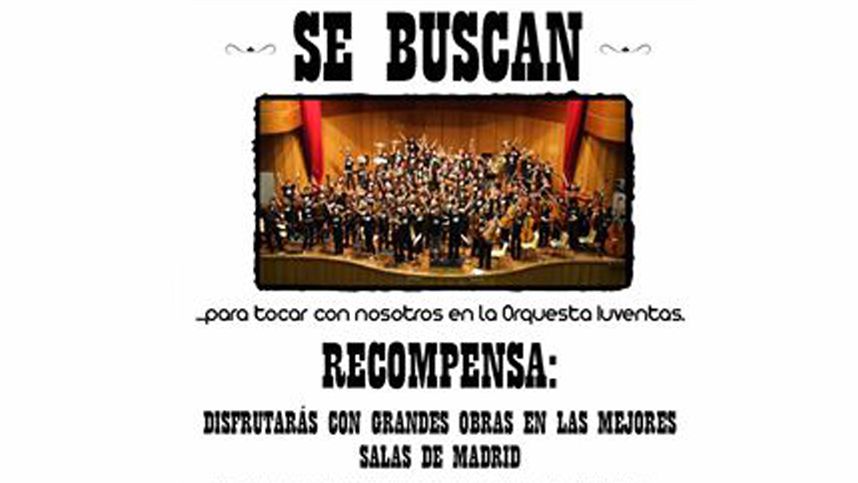 SE BUSCAN
...para tocar con nosotros en la Orquesta Iuventas.
RECOMPENSA:
DISFRUTARÁS CON GRANDES OBRAS EN LAS MEJORES
SALAS DE MADRID